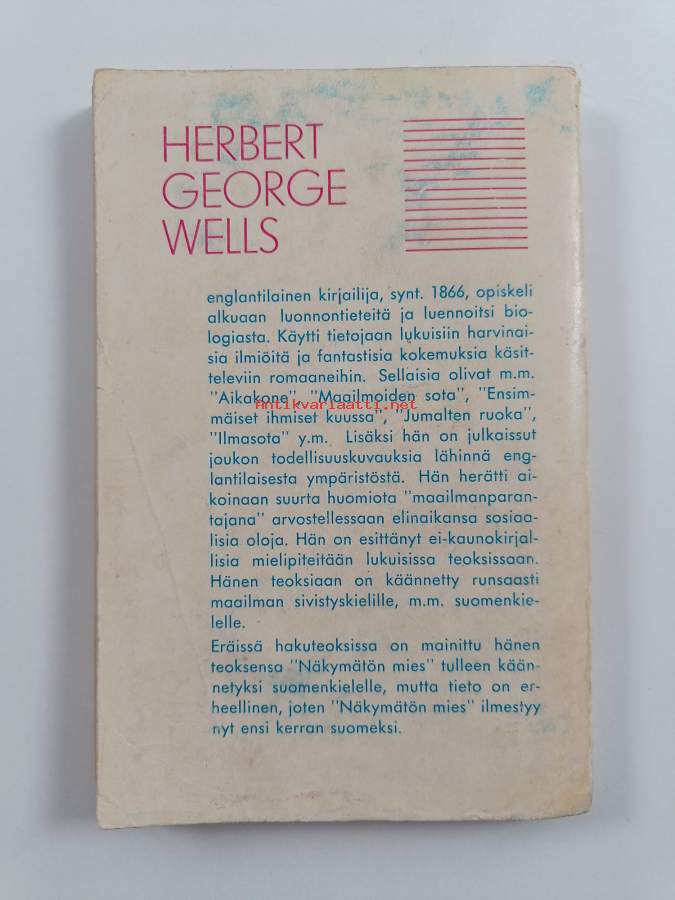 HERBERT
GEORGE
WELLS
englantilainen kirjailija, synt. 1866, opiskeli
alkuaan luonnontieteitä ja luennoitsi bio-
logiasta. Käytti tietojaan lukuisiin harvinai-
sia ilmiöitä ja fantastisia kokemuksia käsit-
televiin romaaneihin. Sellaisia olivat m.m.
"Aikakone", "Maailmoiden sota", "Ensim-
Antikvariaatti.net
mäiset ihmiset kuussa", "Jumalten ruoka",
"Ilmasota" y.m. Lisäksi hän on julkaissut
joukon todellisuuskuvauksia lähinnä eng-
lantilaisesta ympäristöstä. Hän herätti ai-
koinaan suurta huomiota "maailmanparan-
tajana" arvostellessaan elinaikansa sosiaa-
lisia oloja. Hän on esittänyt ei-kaunokirjal-
lisia mielipiteitään lukuisissa teoksissaan.
Hänen teoksiaan on käännetty runsaasti
maailman sivistyskielille, m.m. suomenkie-
lelle.
Eräissä hakuteoksissa on mainittu hänen
teoksensa "Näkymätön mies" tulleen kään-
netyksi suomenkielelle, mutta tieto on er-
heellinen, joten "Näkymätön mies" ilmestyy
nyt ensi kerran suomeksi.